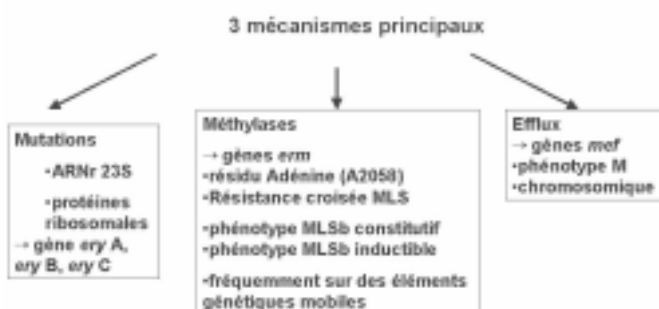 3 mécanismes principaux
Mutations
•ARNr 23S
•protéines
ribosomales
→ gène ery A,
ery B, ery C
Méthylases
→ gènes erm
•résidu Adénine (A2058)
•Résistance croisée MLS
•phénotype MLSb constitutif
•phénotype MLSb inductible
•fréquemment sur des éléments
génétiques mobiles
Efflux
→ gènes mef
•phénotype M
•chromosomique